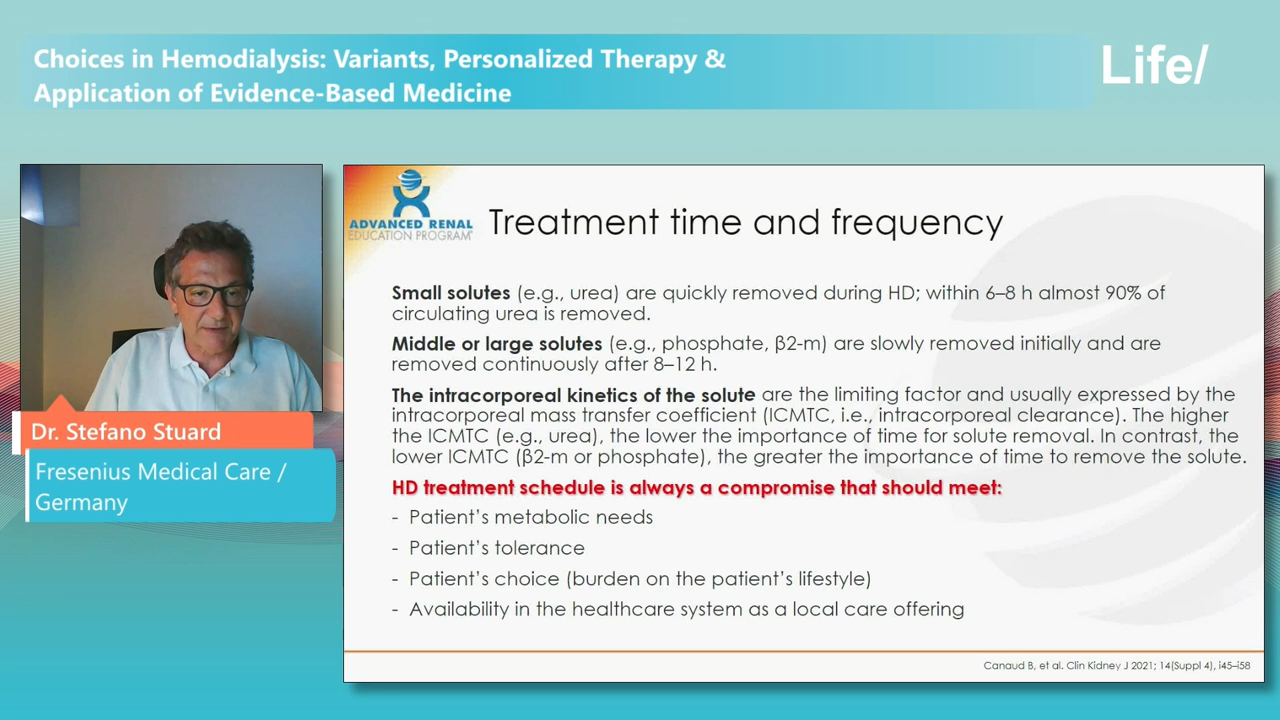 Choices in Hemodialysis: Variants, Personalized Therapy &
Application of Evidence-Based Medicine
Life/
ADVANCED RENAL
EDUCATION PROGRAM
Treatment time and frequency
Small solutes (e.g., urea) are quickly removed during HD; within 6–8 h almost 90% of
circulating urea is removed.
Middle or large solutes (e.g., phosphate, β2-m) are slowly removed initially and are
removed continuously after 8–12 h.
The intracorporeal kinetics of the solute are the limiting factor and usually expressed by the
intracorporeal mass transfer coefficient (ICMTC, i.e., intracorporeal clearance). The higher
the ICMTC (e.g., urea), the lower the importance of time for solute removal. In contrast, the
lower ICMTC (β2-m or phosphate), the greater the importance of time to remove the solute.
HD treatment schedule is always a compromise that should meet:
- Patient's metabolic needs
- Patient's tolerance
- Patient's choice (burden on the patient's lifestyle)
- Availability in the healthcare system as a local care offering
Canaud B, et al. Clin Kidney J 2021; 14(Suppl 4), i45–i58
Dr. Stefano Stuard
Fresenius Medical Care /
Germany